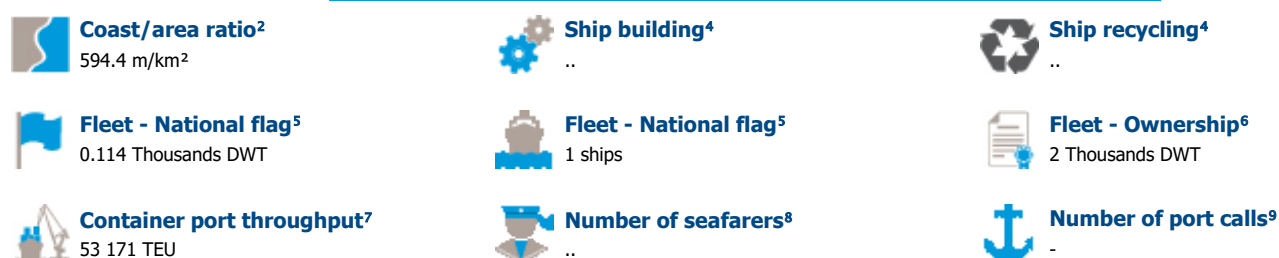 Coast/area ratio²
594.4 m/km²
Ship building⁴
..
Ship recycling⁴
..
Fleet - National flag⁵
0.114 Thousands DWT
Fleet - National flag⁵
1 ships
Fleet - Ownership⁶
2 Thousands DWT
Container port throughput⁷
53 171 TEU
Number of seafarers⁸
..
Number of port calls⁹
-